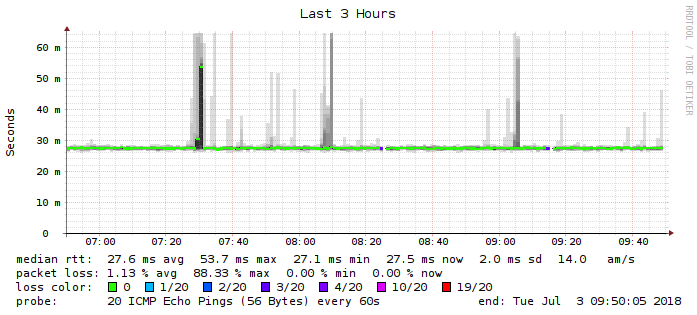 Last 3 Hours
RRDTOOL / TOBI OETIKER
Seconds
60 m
50 m
40 m
30 m
20 m
10 m
0
07:00 07:20 07:40 08:00 08:20 08:40 09:00 09:20 09:40
median rtt: 27.6 ms avg 53.7 ms max 27.1 ms min 27.5 ms now 2.0 ms sd 14.0 am/s
packet loss: 1.13 % avg 88.33 % max 0.00 % min 0.00 % now
loss color: 0 1/20 2/20 3/20 4/20 10/20 19/20
probe: 20 ICMP Echo Pings (56 Bytes) every 60s end: Tue Jul 3 09:50:05 2018